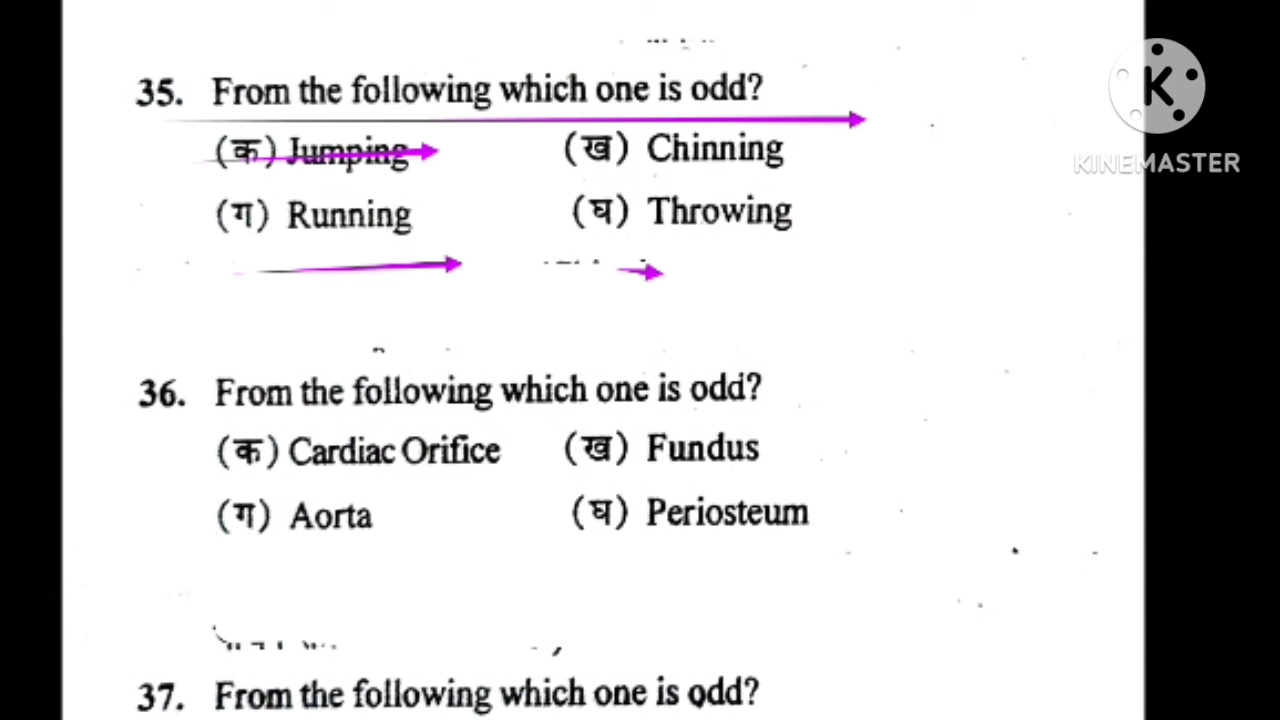 35. From the following which one is odd?
(क) Jumping (ख) Chinning
(ग) Running (घ) Throwing
36. From the following which one is odd?
(क) Cardiac Orifice (ख) Fundus
(ग) Aorta (घ) Periosteum
37. From the following which one is odd?
K
KINEMASTER